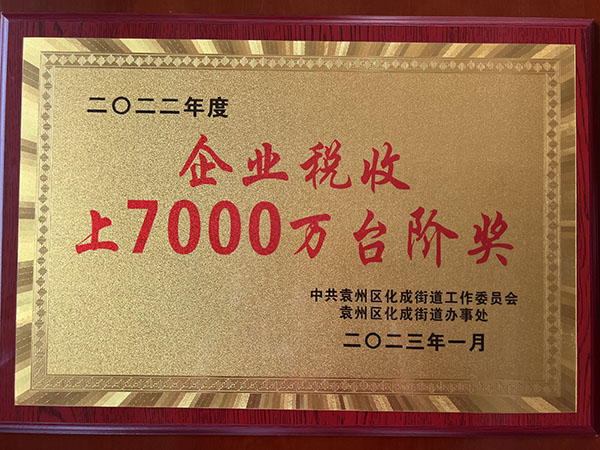 二〇二二年度
企业税收
上7000万台阶奖
中共袁州区化成街道工作委员会
袁州区化成街道办事处
二〇二三年一月